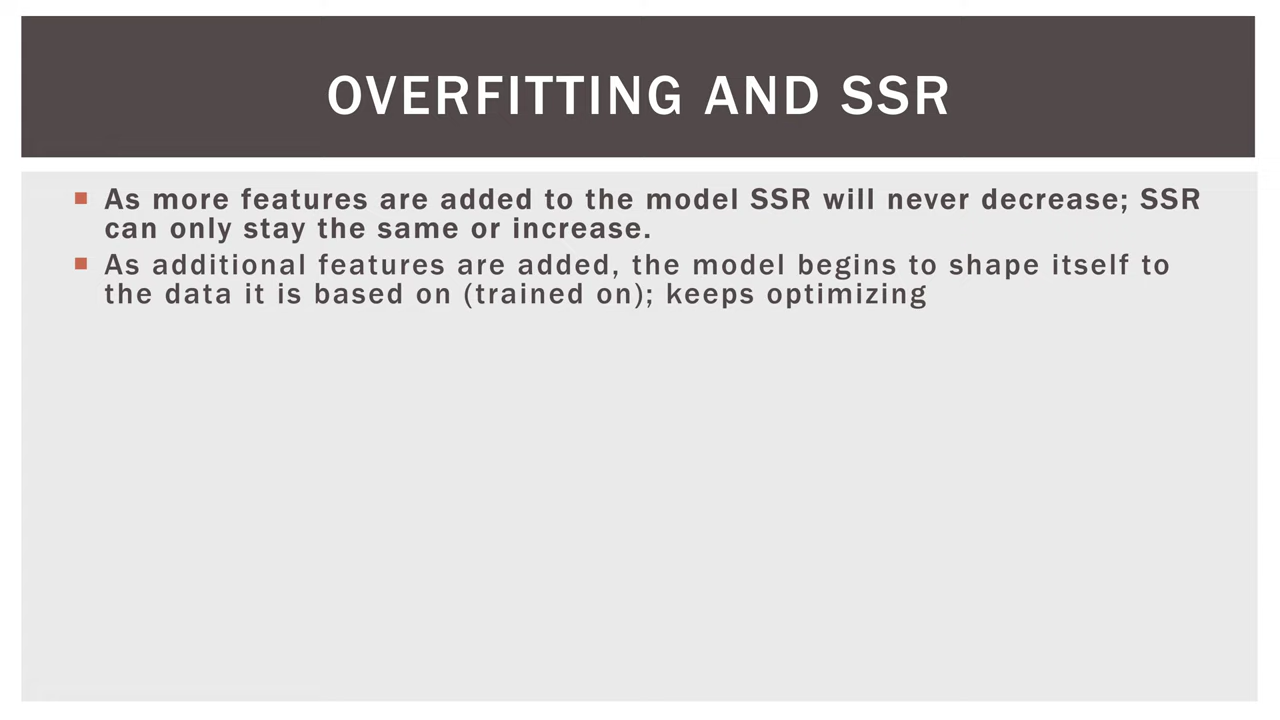 OVERFITTING AND SSR
As more features are added to the model SSR will never decrease; SSR
can only stay the same or increase.
As additional features are added, the model begins to shape itself to
the data it is based on (trained on); keeps optimizing